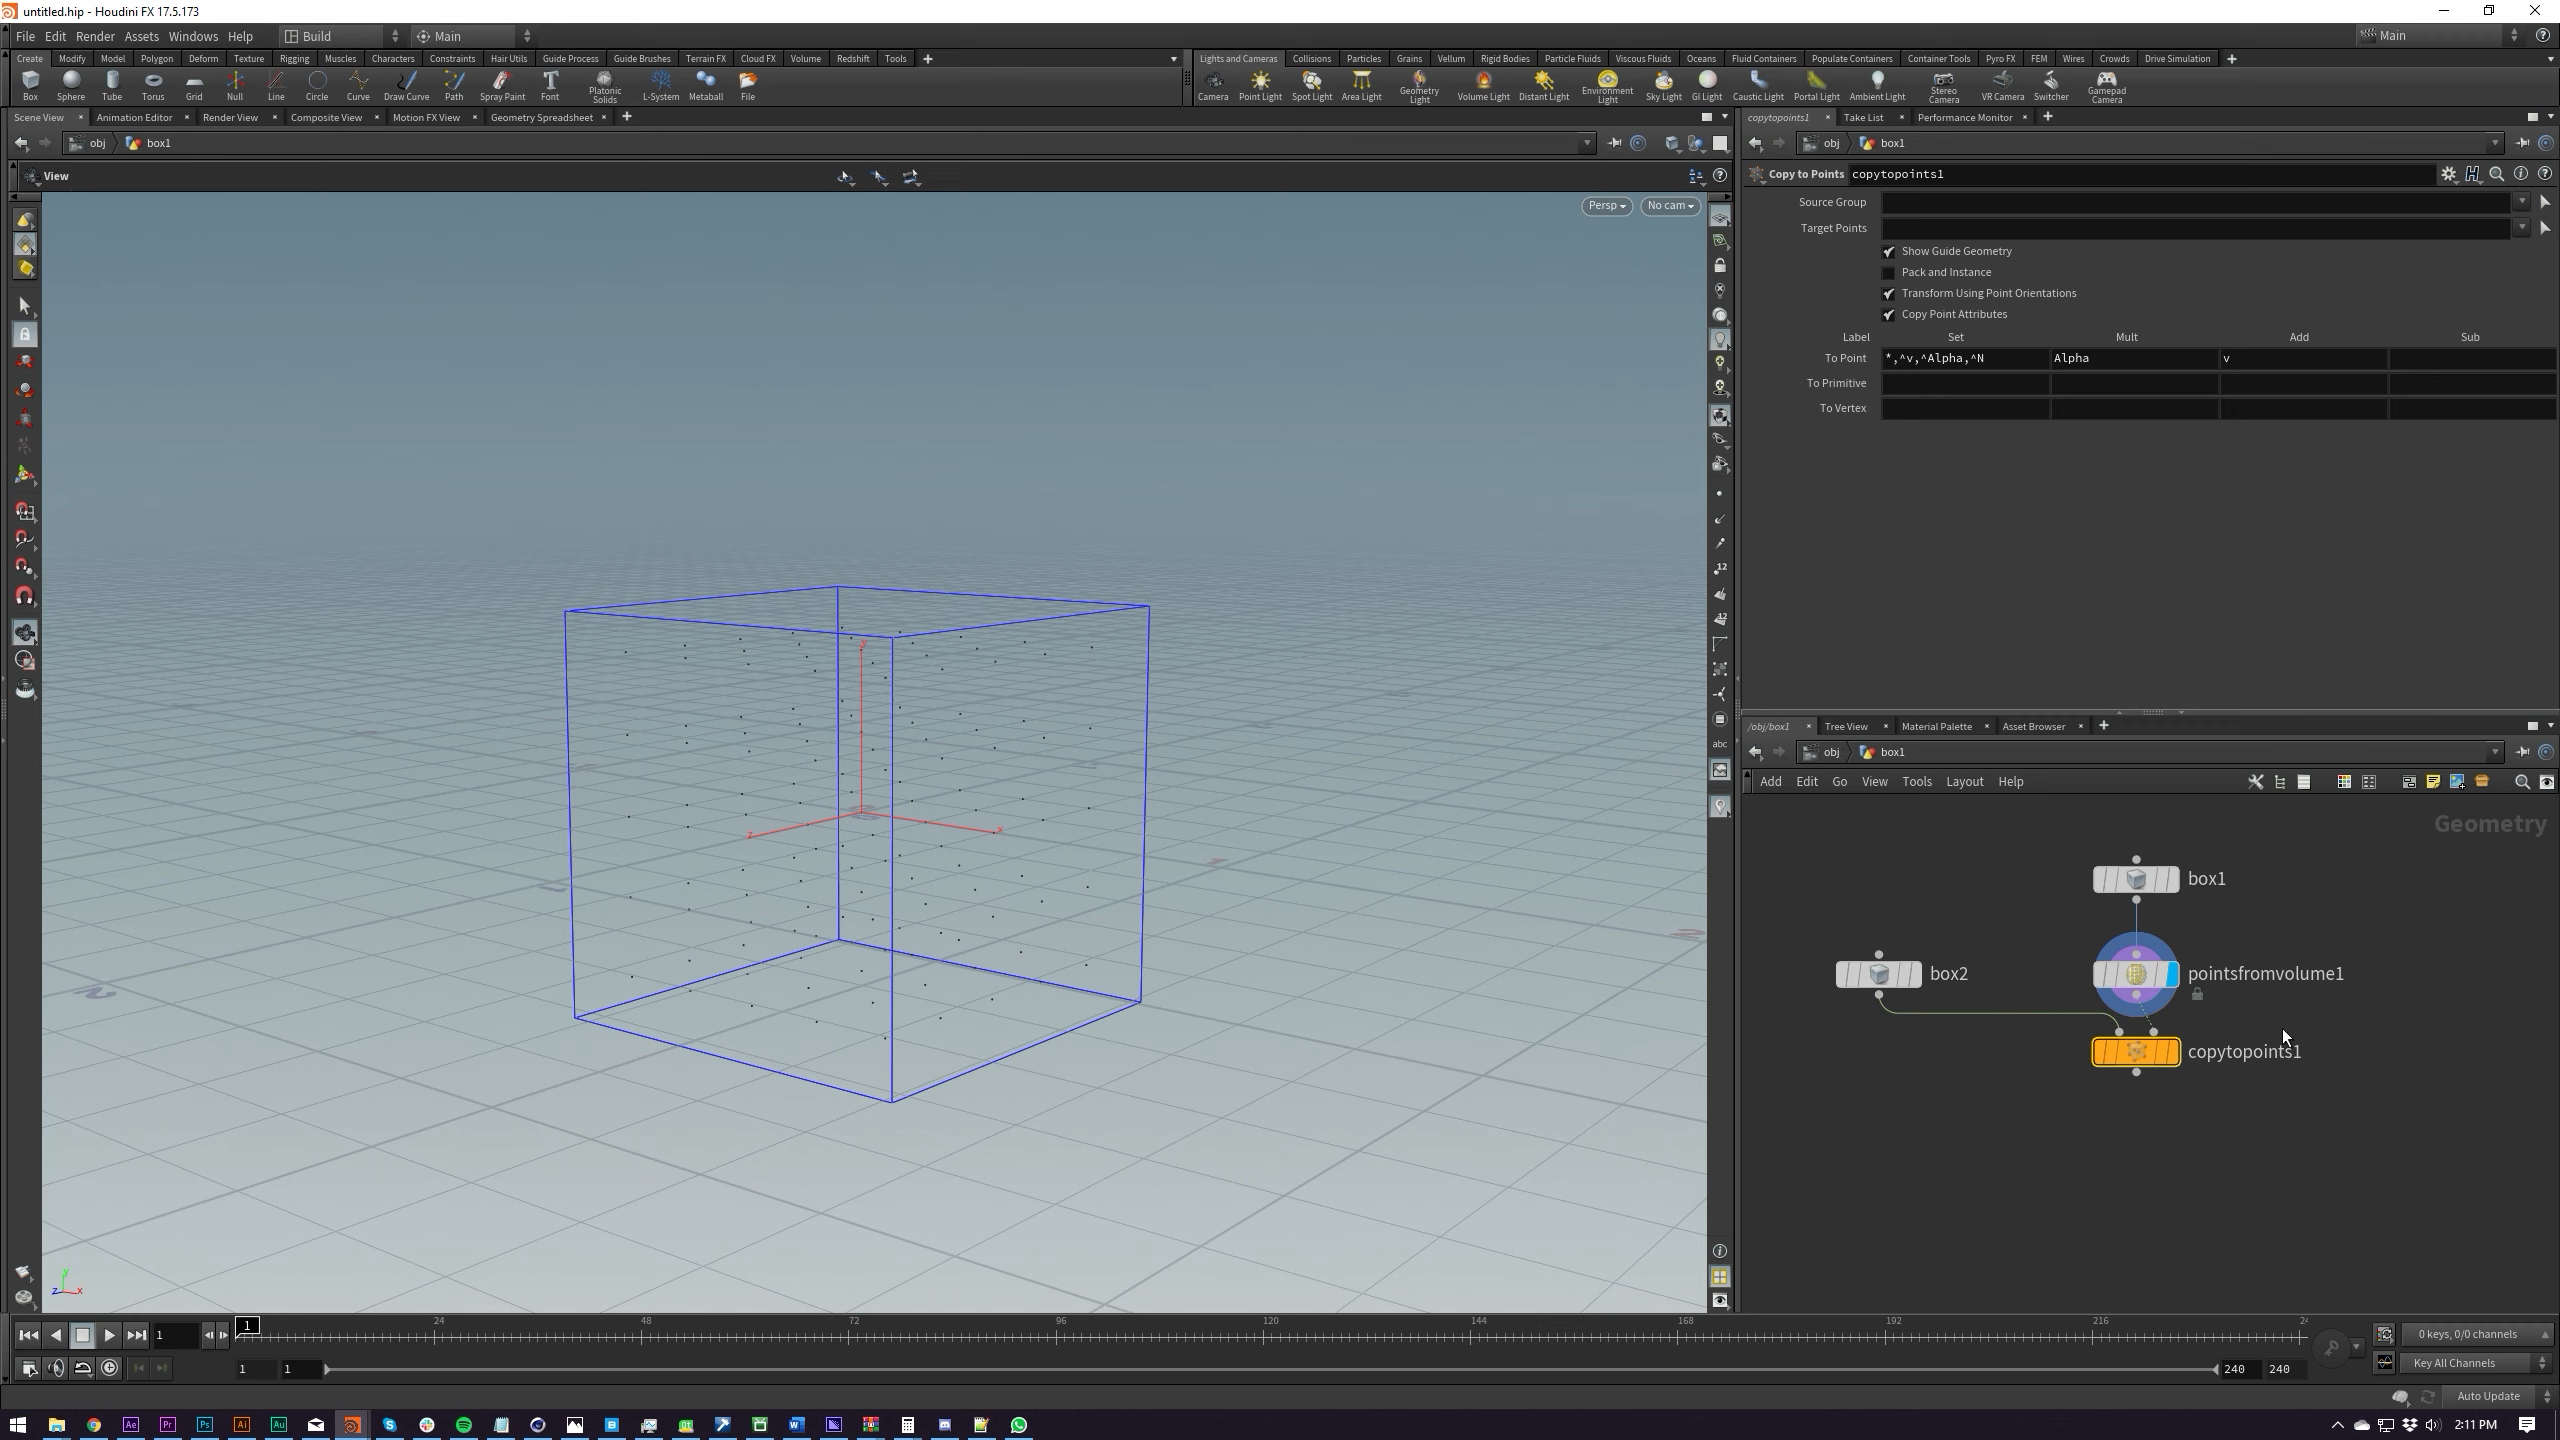 untitled.hip - Houdini FX 17.5.173
File Edit Render Assets Windows Help Build Main Main
Create Modify Model Polygon Deform Texture Rigging Muscles Characters Constraints Hair Utils Guide Process Guide Brushes Terrain FX Cloud FX Volume Redshift Tools
Lights and Cameras Collisions Particles Grains Vellum Rigid Bodies Particle Fluids Viscous Fluids Oceans Fluid Containers Populate Containers Container Tools Pyro FX FEM Wires Crowds Drive Simulation
Box Sphere Tube Torus Grid Null Line Circle Curve Draw Curve Path Spray Paint Font Platonic Solids L-System Metaball File
Camera Point Light Spot Light Area Light Geometry Light Volume Light Distant Light Environment Light Sky Light GI Light Caustic Light Portal Light Ambient Light Stereo Camera VR Camera Switcher Gamepad Camera
Scene View Animation Editor Render View Composite View Motion FX View Geometry Spreadsheet
obj box1
View
Persp No cam
copytopoints1 Take List Performance Monitor
obj box1
Copy to Points copytopoints1
Source Group
Target Points
Show Guide Geometry
Pack and Instance
Transform Using Point Orientations
Copy Point Attributes
Label Set Mult Add Sub
To Point *,^v,^Alpha,^N Alpha v
To Primitive
To Vertex
12
12
abc
y
z x
y
z x
/obj/box1 Tree View Material Palette Asset Browser
obj box1
Add Edit Go View Tools Layout Help
Geometry
box1
box2
pointsfromvolume1
copytopoints1
1 1 24 48 72 96 120 144 168 192 216 24
0 keys, 0/0 channels
1 1 240 240
Key All Channels
Auto Update
Ae Pr Ps Ai Au
2:11 PM